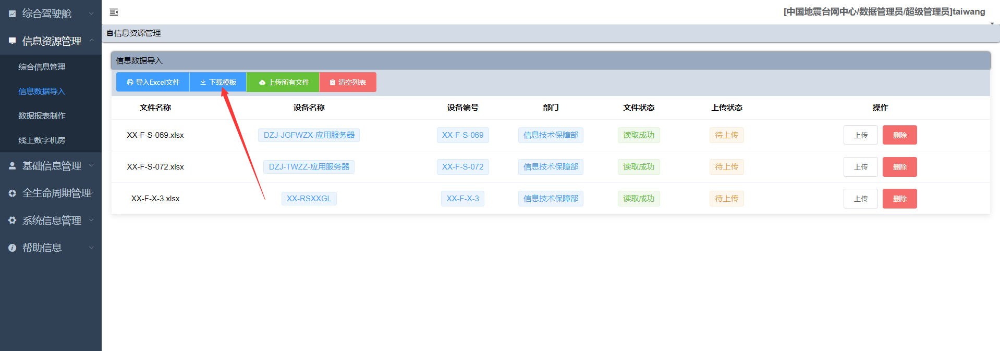 综合驾驶舱
信息资源管理
综合信息管理
信息数据导入
数据报表制作
线上数字机房
基础信息管理
全生命周期管理
系统信息管理
帮助信息
[中国地震台网中心/数据管理员/超级管理员]taiwang
信息资源管理
信息数据导入
导入Excel文件 下载模板 上传所有文件 清空列表
文件名称 设备名称 设备编号 部门 文件状态 上传状态 操作
XX-F-S-069.xlsx DZJ-JGFWZX-应用服务器 XX-F-S-069 信息技术保障部 读取成功 待上传 上传 删除
XX-F-S-072.xlsx DZJ-TWZZ-应用服务器 XX-F-S-072 信息技术保障部 读取成功 待上传 上传 删除
XX-F-X-3.xlsx XX-RSXXGL XX-F-X-3 信息技术保障部 读取成功 待上传 上传 删除